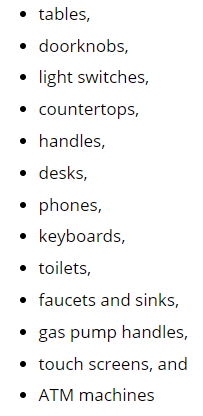 • tables,
• doorknobs,
• light switches,
• countertops,
• handles,
• desks,
• phones,
• keyboards,
• toilets,
• faucets and sinks,
• gas pump handles,
• touch screens, and
• ATM machines